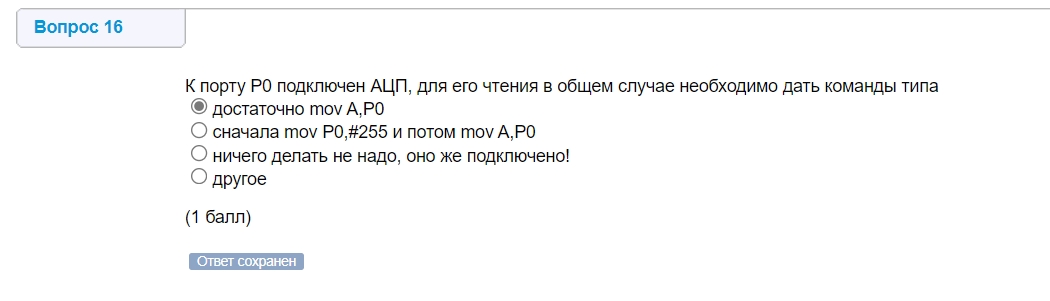 Вопрос 16
К порту P0 подключен АЦП, для его чтения в общем случае необходимо дать команды типа
достаточно mov A,P0
сначала mov P0,#255 и потом mov A,P0
ничего делать не надо, оно же подключено!
другое
(1 балл)
Ответ сохранен